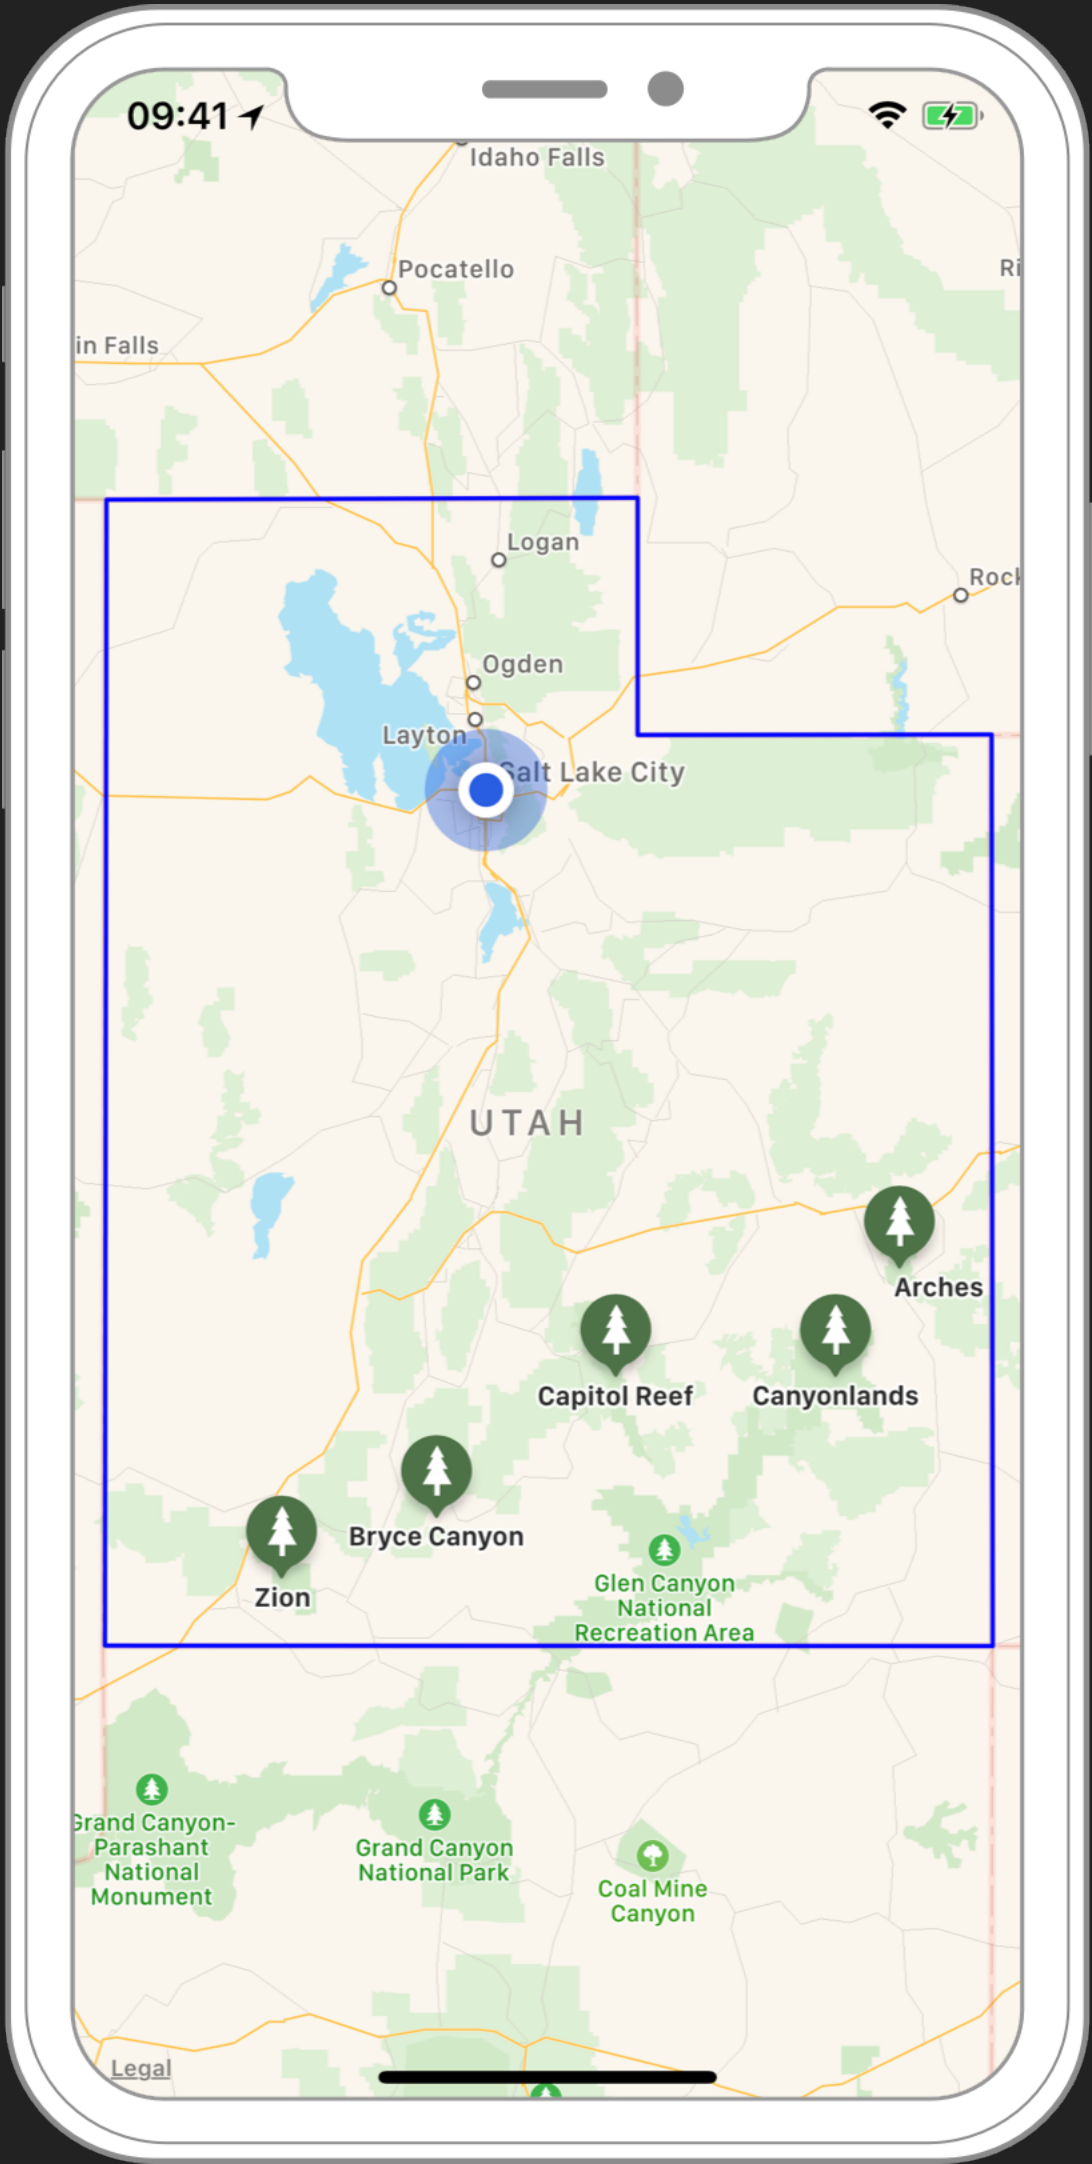 09:41
Idaho Falls
Pocatello
Ri
in Falls
Logan
Rock
Ogden
Layton
Salt Lake City
UTAH
Arches
Capitol Reef
Canyonlands
Bryce Canyon
Zion
Glen Canyon
National
Recreation Area
Grand Canyon-
Parashant
National
Monument
Grand Canyon
National Park
Coal Mine
Canyon
Legal